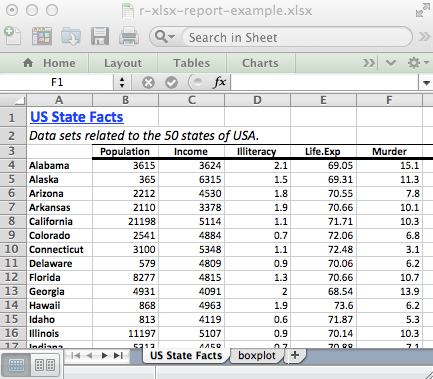 r-xlsx-report-example.xlsx
Search in Sheet
Home Layout Tables Charts
F1 fx
A B C D E F
1 US State Facts
2 Data sets related to the 50 states of USA.
3 Population Income Illiteracy Life.Exp Murder
4 Alabama 3615 3624 2.1 69.05 15.1
5 Alaska 365 6315 1.5 69.31 11.3
6 Arizona 2212 4530 1.8 70.55 7.8
7 Arkansas 2110 3378 1.9 70.66 10.1
8 California 21198 5114 1.1 71.71 10.3
9 Colorado 2541 4884 0.7 72.06 6.8
10 Connecticut 3100 5348 1.1 72.48 3.1
11 Delaware 579 4809 0.9 70.06 6.2
12 Florida 8277 4815 1.3 70.66 10.7
13 Georgia 4931 4091 2 68.54 13.9
14 Hawaii 868 4963 1.9 73.6 6.2
15 Idaho 813 4119 0.6 71.87 5.3
16 Illinois 11197 5107 0.9 70.14 10.3
17 Indiana 5313 4458 0.7 70.88 7.1
US State Facts boxplot